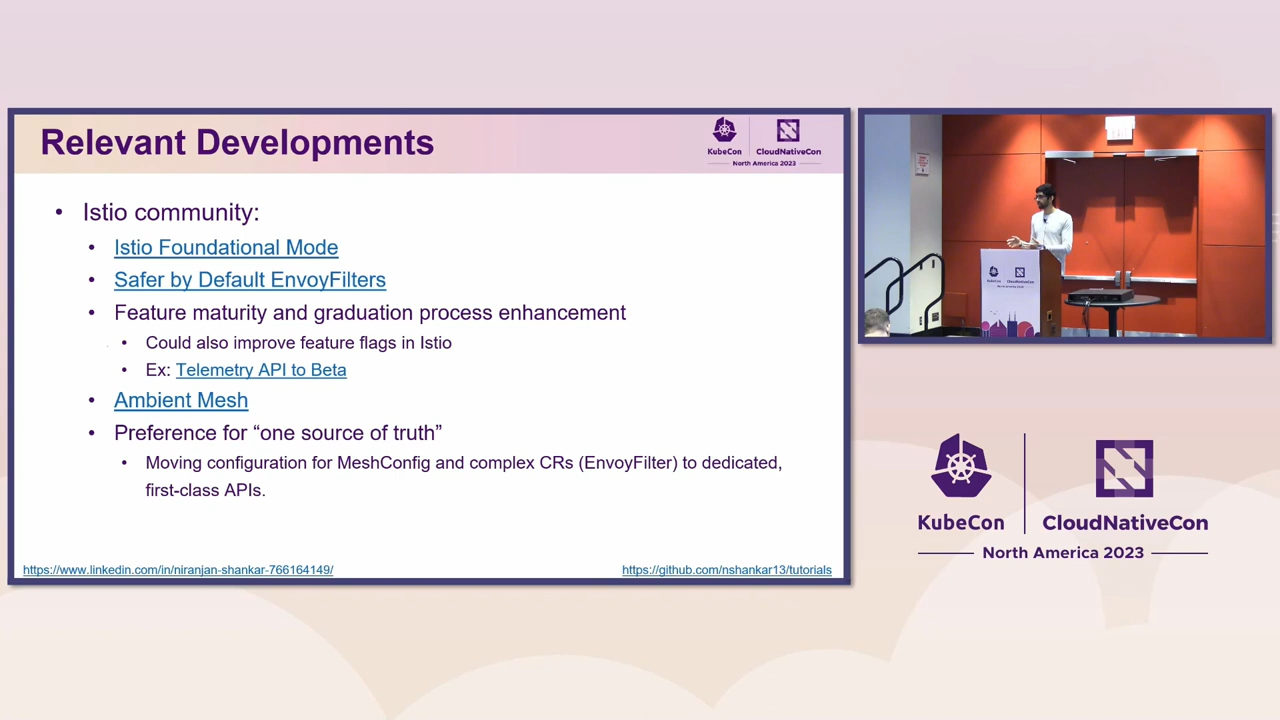 Relevant Developments
KubeCon
CloudNativeCon
North America 2023
• Istio community:
• Istio Foundational Mode
• Safer by Default EnvoyFilters
• Feature maturity and graduation process enhancement
• Could also improve feature flags in Istio
• Ex: Telemetry API to Beta
• Ambient Mesh
• Preference for “one source of truth”
• Moving configuration for MeshConfig and complex CRs (EnvoyFilter) to dedicated,
first-class APIs.
https://www.linkedin.com/in/niranjan-shankar-766164149/
https://github.com/nshankar13/tutorials
KubeCon
CloudNativeCon
North America 2023